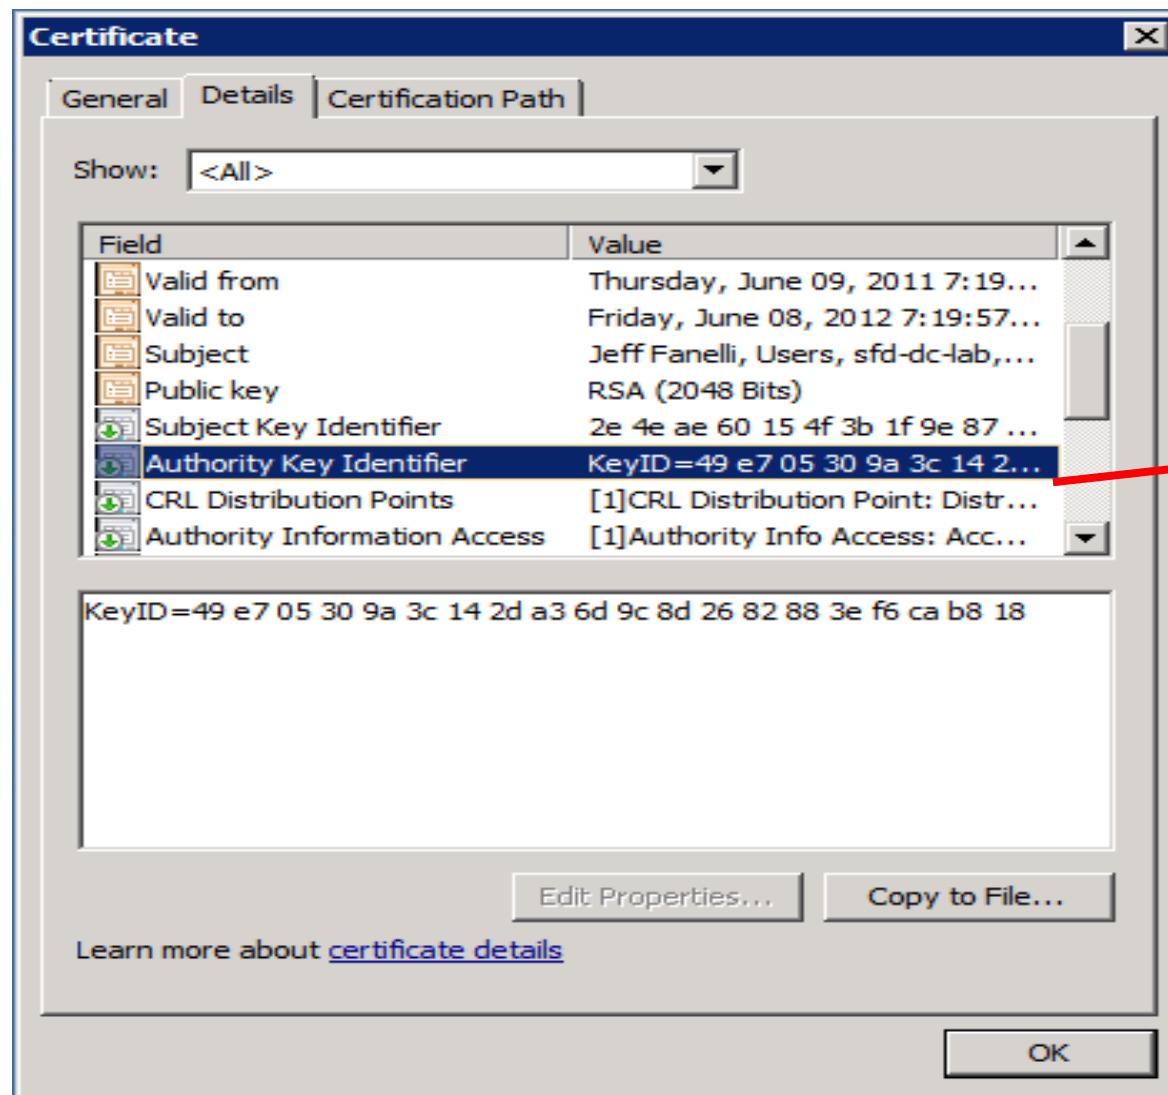 Certificate
General Details Certification Path
Show: <All>
Field Value
Valid from Thursday, June 09, 2011 7:19...
Valid to Friday, June 08, 2012 7:19:57...
Subject Jeff Fanelli, Users, sfd-dc-lab,...
Public key RSA (2048 Bits)
Subject Key Identifier 2e 4e ae 60 15 4f 3b 1f 9e 87 ...
Authority Key Identifier KeyID=49 e7 05 30 9a 3c 14 2...
CRL Distribution Points [1]CRL Distribution Point: Distr...
Authority Information Access [1]Authority Info Access: Acc...
KeyID=49 e7 05 30 9a 3c 14 2d a3 6d 9c 8d 26 82 88 3e f6 ca b8 18
Edit Properties... Copy to File...
Learn more about certificate details
OK